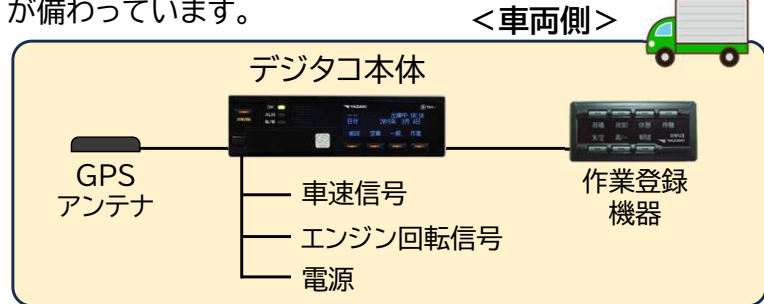 が備わっています。
＜車両側＞
デジタコ本体
YAZAKI
GPS
アンテナ
車速信号
エンジン回転信号
電源
作業登録
機器